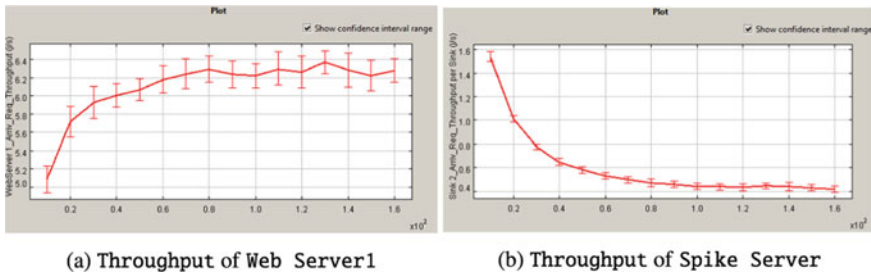 Plot
Show confidence interval range
WebServer 1_Arriv_Req_Throughput (j/s)
6.4
6.2
6.0
5.8
5.6
5.4
5.2
5.0
0.2 0.4 0.6 0.8 1.0 1.2 1.4 1.6
x10²
(a) Throughput of Web Server1
Plot
Show confidence interval range
Sink 2_Arriv_Req_Throughput per Sink (j/s)
1.6
1.4
1.2
1.0
0.8
0.6
0.4
0.2 0.4 0.6 0.8 1.0 1.2 1.4 1.6
x10²
(b) Throughput of Spike Server